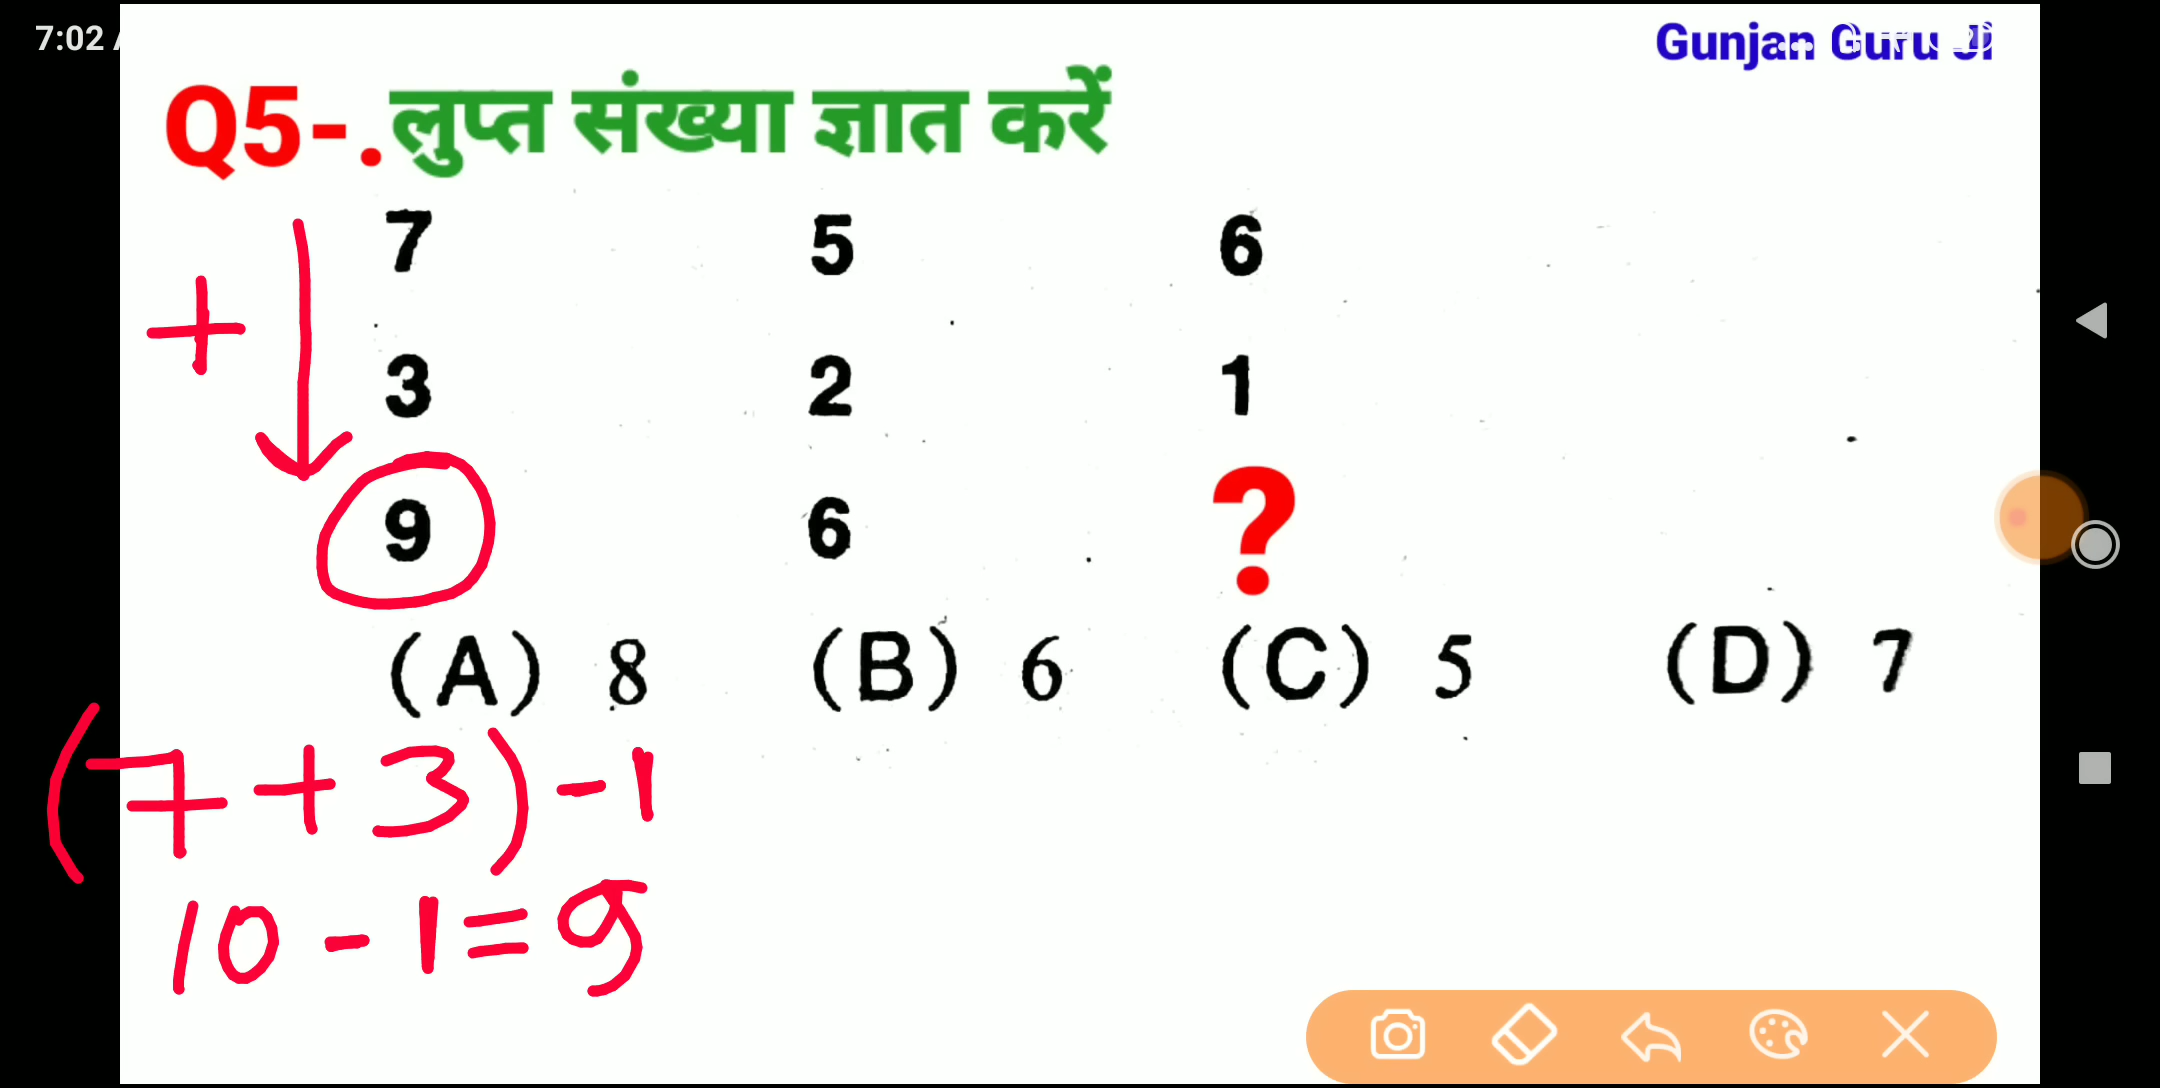 7:02
Gunjan Guru Ji
Q5-.लुप्त संख्या ज्ञात करें
7 5 6
+
3 2 1
9 6 ?
(A) 8 (B) 6 (C) 5 (D) 7
(7+3)-1
10-1=9